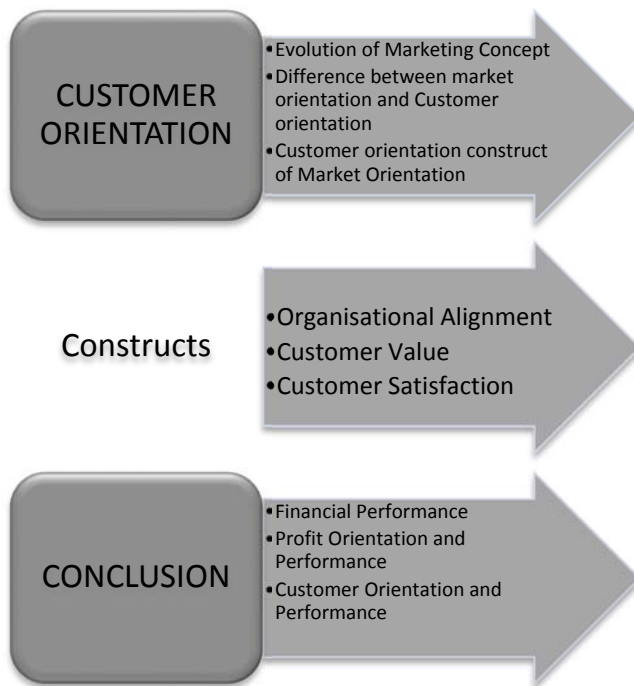 CUSTOMER
ORIENTATION
•Evolution of Marketing Concept
•Difference between market
orientation and Customer
orientation
•Customer orientation construct
of Market Orientation
Constructs
•Organisational Alignment
•Customer Value
•Customer Satisfaction
CONCLUSION
•Financial Performance
•Profit Orientation and
Performance
•Customer Orientation and
Performance